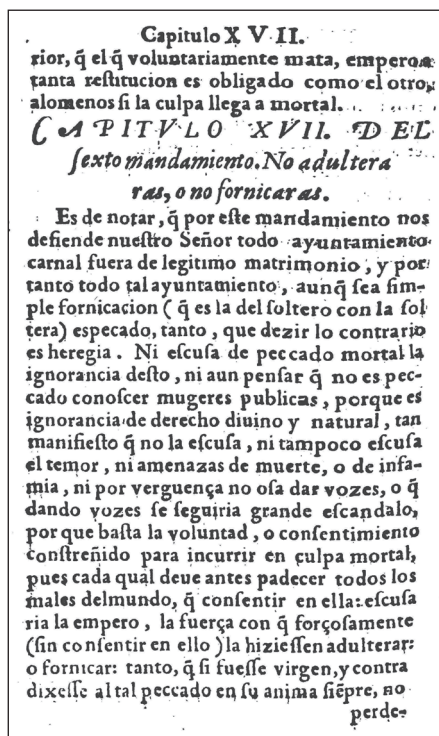 Capitulo X V II.
rior, q̃ el q̃ voluntariamente mata, emperoa
tanta reſtitucion es obligado como el otro,
alomenos ſi la culpa llega a mortal.
CAPITVLO XVII. DEL
ſexto mandamiento. No adultera
ras, o no fornicaras.
Es de notar, q̃ por eſte mandamiento nos
defiende nueſtro Señor todo ayuntamiento
carnal fuera de legitimo matrimonio, y por
tanto todo tal ayuntamiento, aunq̃ ſea ſim-
ple fornicacion ( q̃ es la del ſoltero con la ſol
tera) eſpecado, tanto, que dezir lo contrario
es heregia. Ni eſcuſa de peccado mortal la
ignorancia deſto, ni aun penſar q̃ no es pec-
cado conoſcer mugeres publicas, porque es
ignorancia de derecho diuino y natural, tan
manifieſto q̃ no la eſcuſa, ni tampoco eſcuſa
el temor, ni amenazas de muerte, o de infa-
mia, ni por verguença no oſa dar vozes, o q̃
dando vozes ſe ſeguiria grande eſcandalo,
por que baſta la voluntad, o conſentimiento
conſtreñido para incurrir en culpa mortal,
pues cada qual deue antes padecer todos los
males delmundo, q̃ conſentir en ella: eſcuſa
ria la empero, la fuerça con q̃ forçoſamente
(ſin conſentir en ello) la hizieſſen adulterar:
o fornicar: tanto, q̃ ſi fueſſe virgen, y contra
dixeſſe al tal peccado en ſu anima ſiẽpre, no
perde-